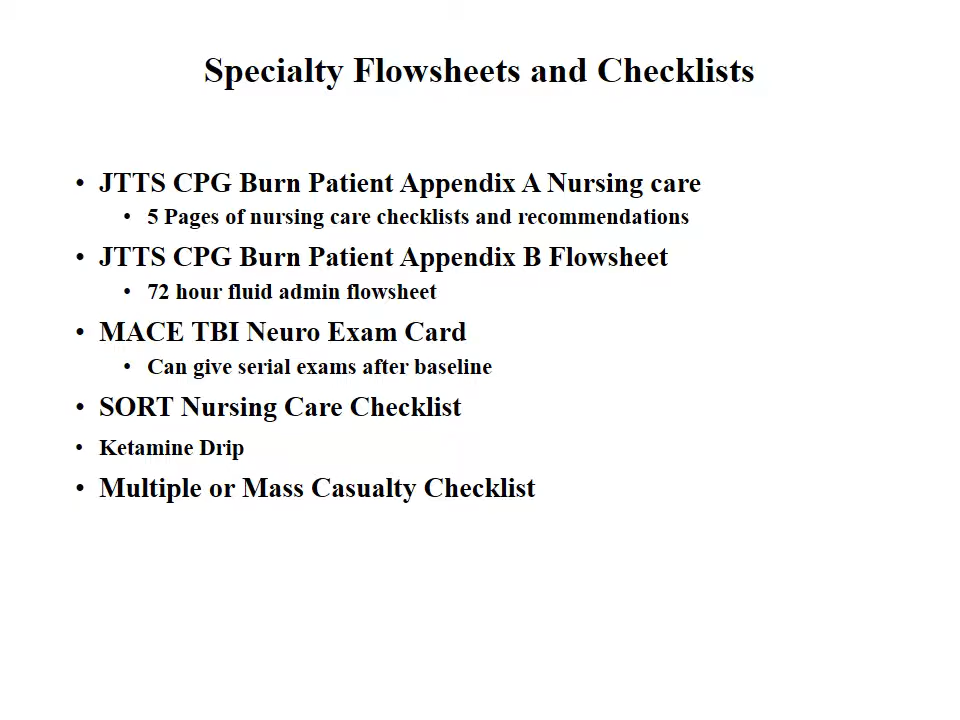 Specialty Flowsheets and Checklists
• JTTS CPG Burn Patient Appendix A Nursing care
• 5 Pages of nursing care checklists and recommendations
• JTTS CPG Burn Patient Appendix B Flowsheet
• 72 hour fluid admin flowsheet
• MACE TBI Neuro Exam Card
• Can give serial exams after baseline
• SORT Nursing Care Checklist
• Ketamine Drip
• Multiple or Mass Casualty Checklist